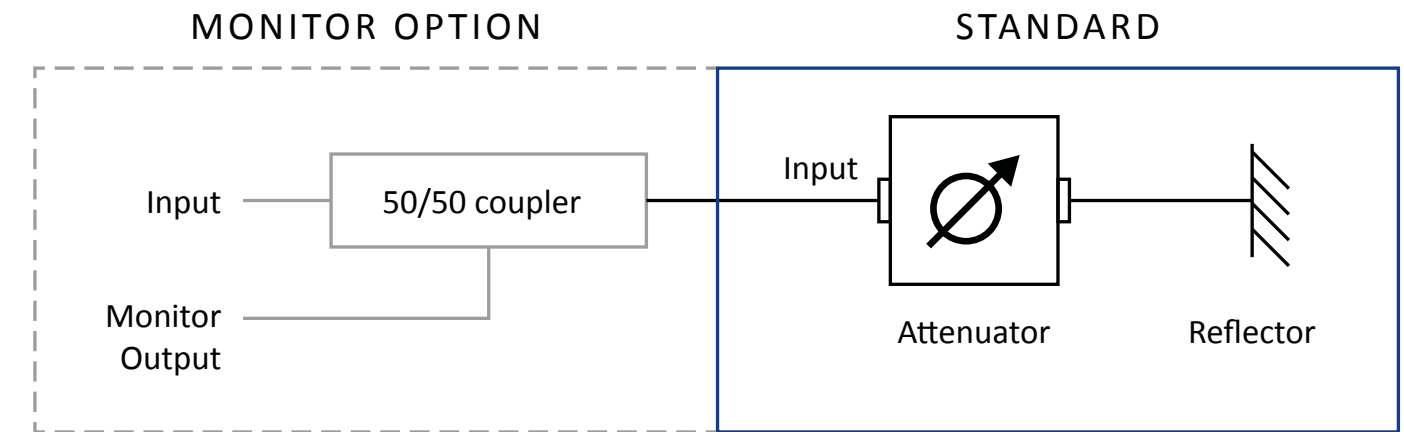 MONITOR OPTION
STANDARD
Input
50/50 coupler
Monitor
Output
Input
Attenuator
Reflector